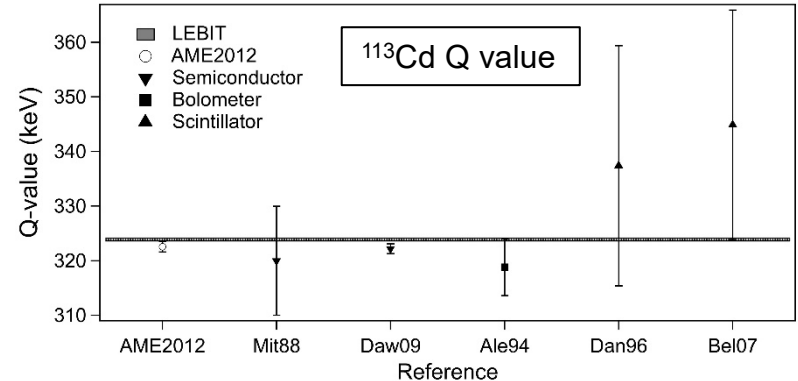 LEBIT
AME2012
Semiconductor
Bolometer
Scintillator
¹¹³Cd Q value
Q-value (keV)
360
350
340
330
320
310
AME2012 Mit88 Daw09 Ale94 Dan96 Bel07
Reference